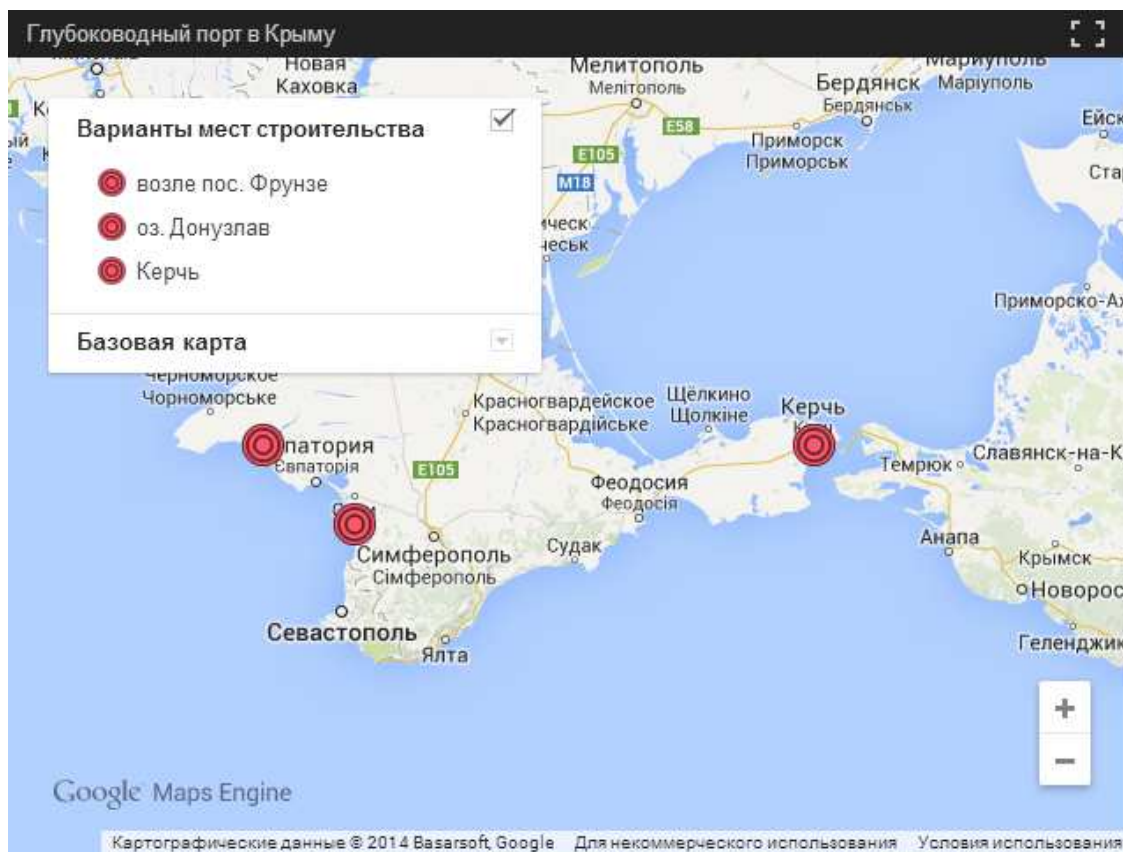 Глубоководный порт в Крыму
Новая
Каховка
Мелитополь
Мелітополь
Бердянск
Бердянськ
Мариуполь
Маріуполь
E58
Приморск
Приморськ
E105
M18
Ейск
Ста
Варианты мест строительства
возле пос. Фрунзе
оз. Донузлав
Керчь
Базовая карта
Приморско-Ах
Черноморское
Чорноморське
Красногвардейское
Красногвардійське
Щёлкино
Щолкіне
Керчь
патория
Євпаторія
E105
Темрюк
Славянск-на-К
Феодосия
Феодосія
Симферополь
Сімферополь
Судак
Анапа
Крымск
Новорос
Севастополь
Ялта
Геленджик
+
−
Google Maps Engine
Картографические данные © 2014 Basarsoft, Google Для некоммерческого использования Условия использования